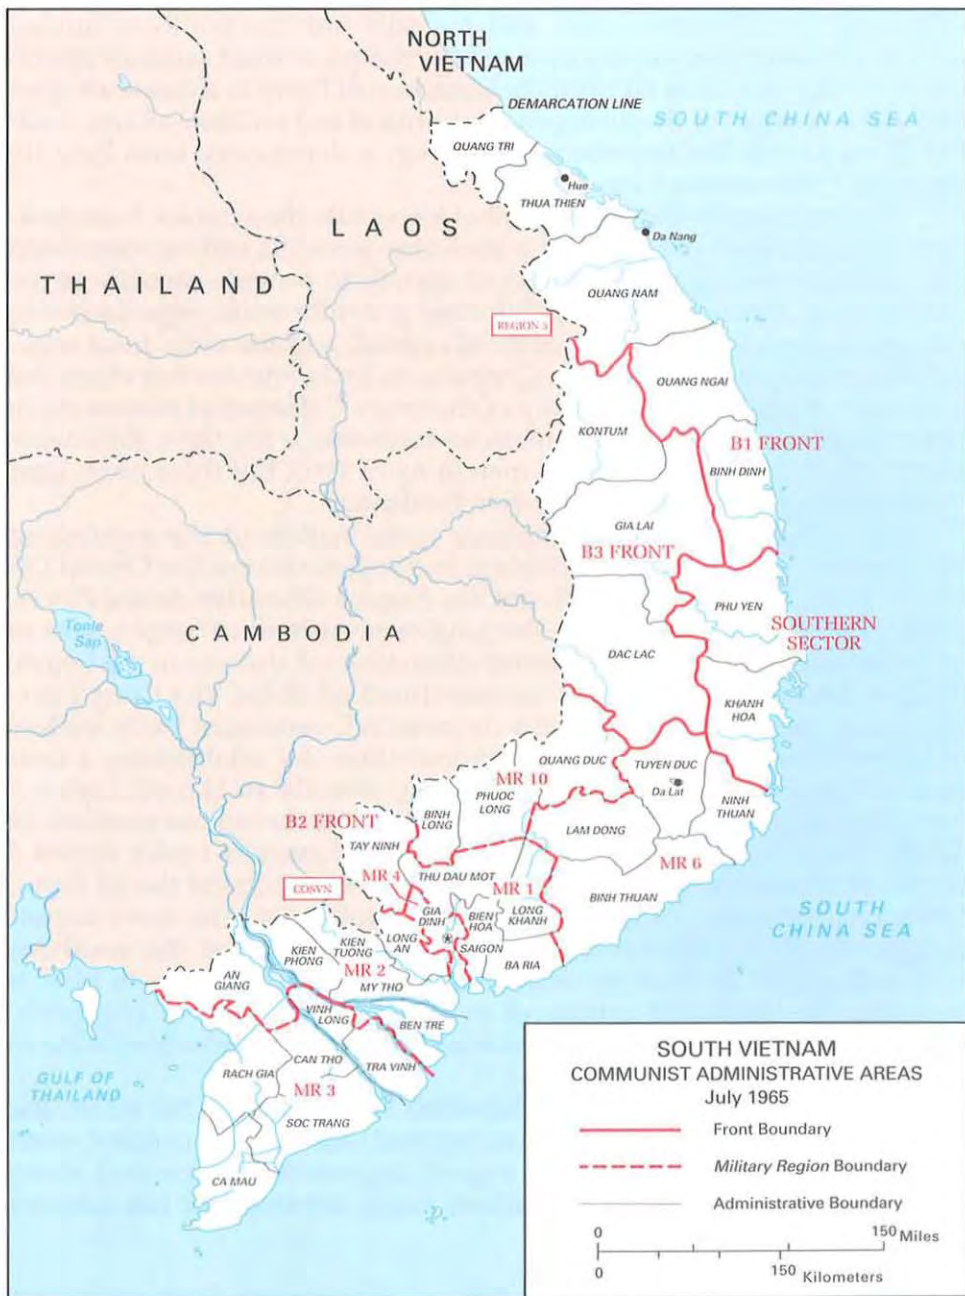 NORTH
VIETNAM
DEMARCATION LINE
SOUTH CHINA SEA
QUANG TRI
Hue
THUA THIEN
LAOS
Da Nang
THAILAND
QUANG NAM
REGION 5
QUANG NGAI
KONTUM
B1 FRONT
BINH DINH
GIA LAI
B3 FRONT
PHU YEN
Tonle
Sap
CAMBODIA
SOUTHERN
SECTOR
DAC LAC
KHANH
HOA
QUANG DUC
TUYEN DUC
MR 10
PHUOC
LONG
Da Lat
NINH
THUAN
BINH
LONG
B2 FRONT
LAM DONG
TAY NINH
MR 6
THU DAU MOT
MR 4
MR 1
BINH THUAN
COSVN
GIA
DINH
BIEN
HOA
LONG
KHANH
SOUTH
CHINA SEA
KIEN
PHONG
KIEN
TUONG
LONG
AN
SAIGON
BA RIA
MR 2
AN
GIANG
MY THO
VINH
LONG
BEN TRE
CAN THO
TRA VINH
RACH GIA
GULF OF
THAILAND
MR 3
SOC TRANG
CA MAU
SOUTH VIETNAM
COMMUNIST ADMINISTRATIVE AREAS
July 1965
Front Boundary
Military Region Boundary
Administrative Boundary
0 150 Miles
0 150 Kilometers